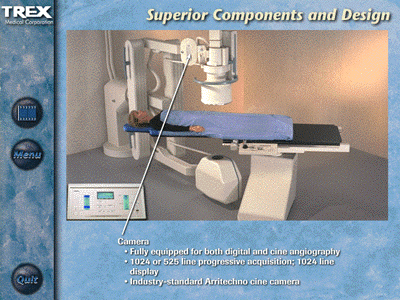 TREX
Medical Corporation
Superior Components and Design
Menu
Camera
• Fully equipped for both digital and cine angiography
• 1024 or 525 line progressive acquisition; 1024 line
display
• Industry-standard Arritechno cine camera
Quit